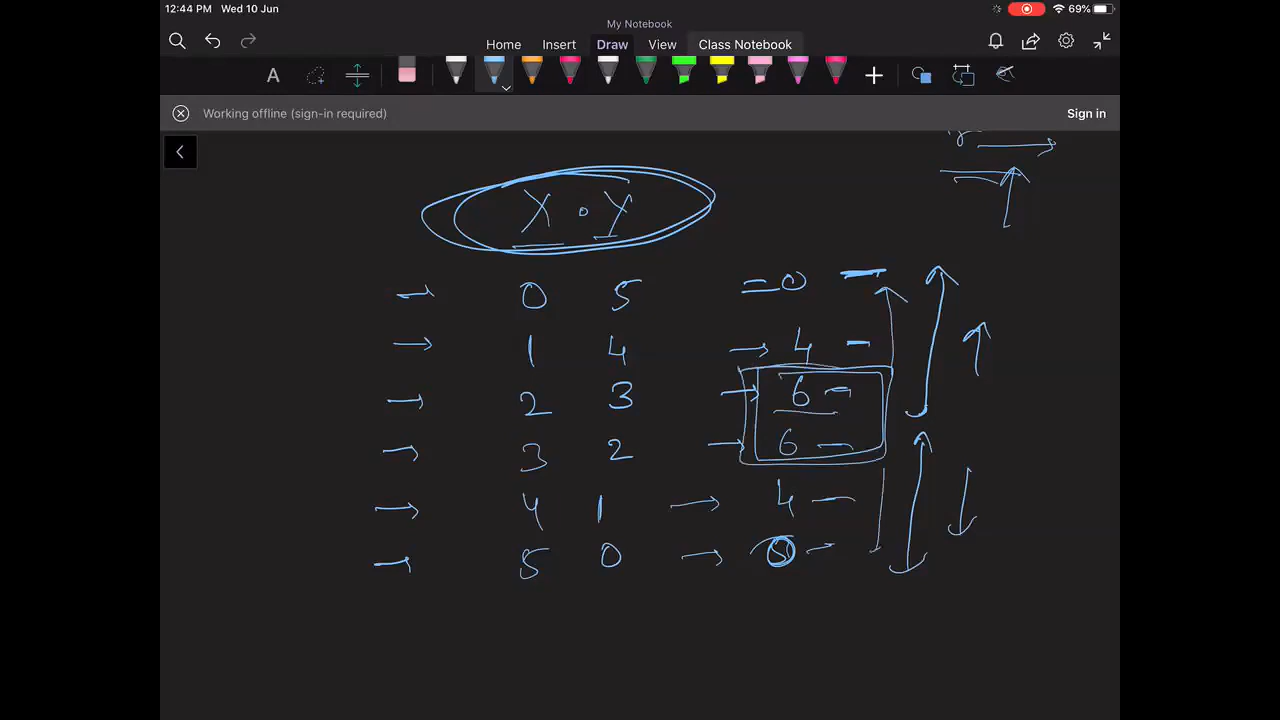 12:44 PM Wed 10 Jun 69%
My Notebook
Home Insert Draw View Class Notebook
A
Working offline (sign-in required) Sign in
X . Y
0 5 = 0
1 4 → 4
2 3 → 6
3 2 → 6
4 1 → 4
5 0 → 0